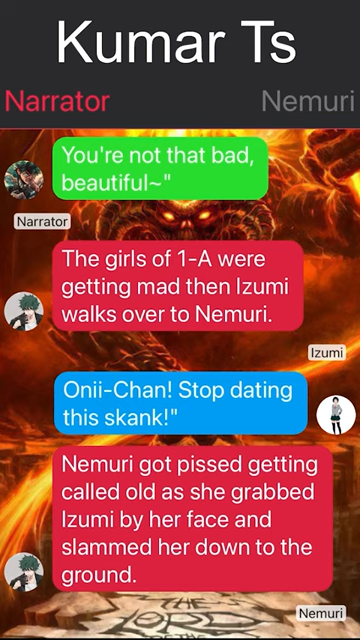 Kumar Ts
Narrator
Nemuri
You're not that bad,
beautiful~"
Narrator
The girls of 1-A were
getting mad then Izumi
walks over to Nemuri.
Izumi
Onii-Chan! Stop dating
this skank!"
Nemuri got pissed getting
called old as she grabbed
Izumi by her face and
slammed her down to the
ground.
Nemuri
THE
LORD